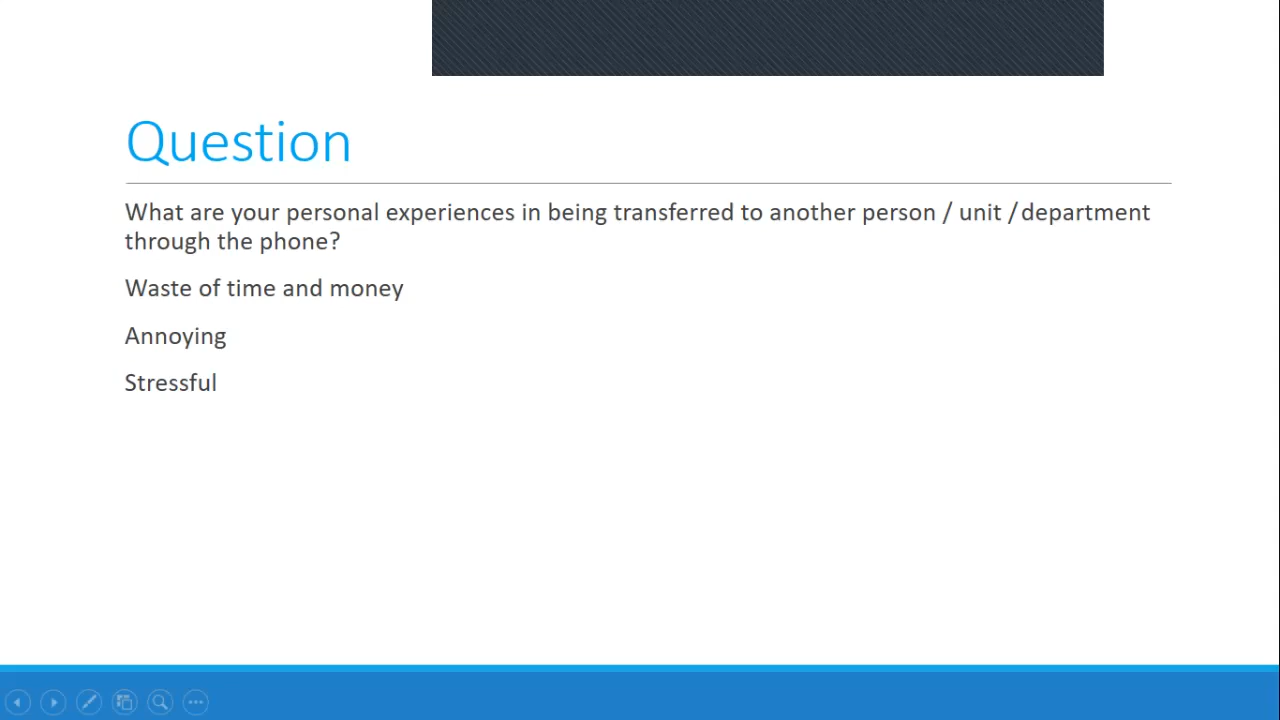 Question
What are your personal experiences in being transferred to another person / unit /department
through the phone?
Waste of time and money
Annoying
Stressful